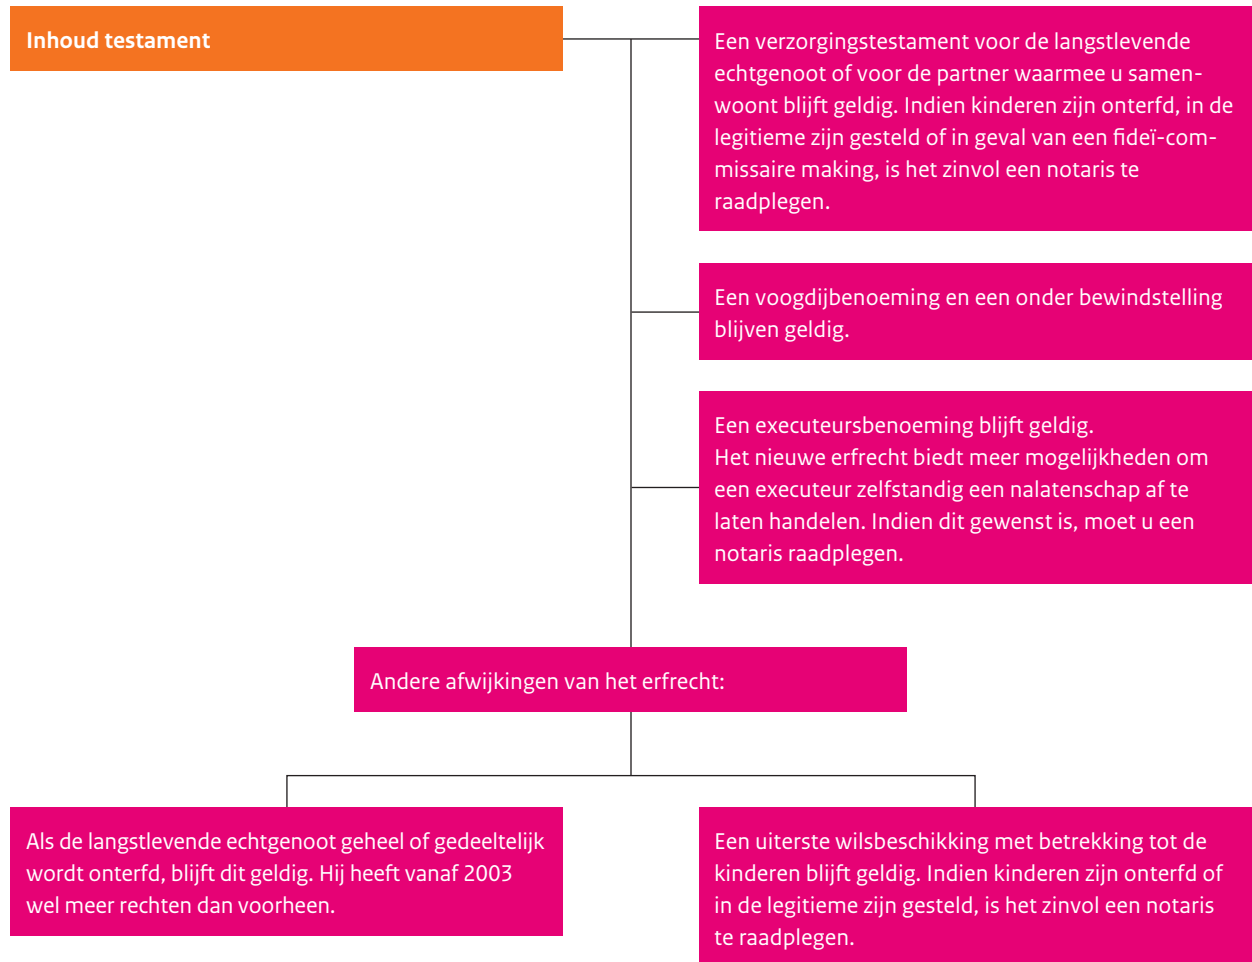 Inhoud testament
Een verzorgingstestament voor de langstlevende
echtgenoot of voor de partner waarmee u samen-
woont blijft geldig. Indien kinderen zijn onterfd, in de
legitieme zijn gesteld of in geval van een fideï-com-
missaire making, is het zinvol een notaris te
raadplegen.
Een voogdijbenoeming en een onder bewindstelling
blijven geldig.
Een executeursbenoeming blijft geldig.
Het nieuwe erfrecht biedt meer mogelijkheden om
een executeur zelfstandig een nalatenschap af te
laten handelen. Indien dit gewenst is, moet u een
notaris raadplegen.
Andere afwijkingen van het erfrecht:
Als de langstlevende echtgenoot geheel of gedeeltelijk
wordt onterfd, blijft dit geldig. Hij heeft vanaf 2003
wel meer rechten dan voorheen.
Een uiterste wilsbeschikking met betrekking tot de
kinderen blijft geldig. Indien kinderen zijn onterfd of
in de legitieme zijn gesteld, is het zinvol een notaris
te raadplegen.